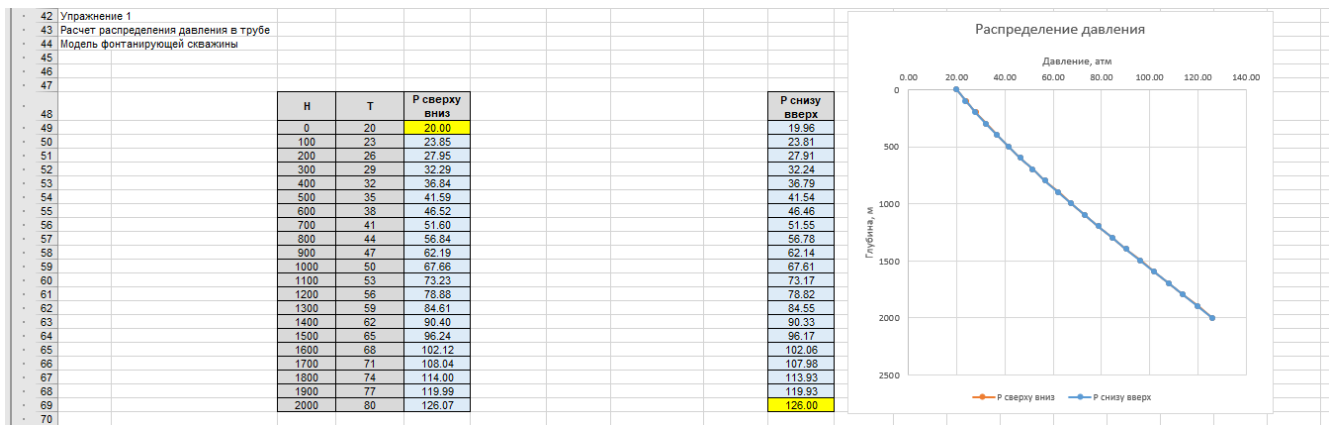 42 Упражнение 1
43 Расчет распределения давления в трубе
44 Модель фонтанирующей скважины
45
46
47
48 H T P сверху вниз P снизу вверх
49 0 20 20.00 19.96
50 100 23 23.85 23.81
51 200 26 27.95 27.91
52 300 29 32.29 32.24
53 400 32 36.84 36.79
54 500 35 41.59 41.54
55 600 38 46.52 46.46
56 700 41 51.60 51.55
57 800 44 56.84 56.78
58 900 47 62.19 62.14
59 1000 50 67.66 67.61
60 1100 53 73.23 73.17
61 1200 56 78.88 78.82
62 1300 59 84.61 84.55
63 1400 62 90.40 90.33
64 1500 65 96.24 96.17
65 1600 68 102.12 102.06
66 1700 71 108.04 107.98
67 1800 74 114.00 113.93
68 1900 77 119.99 119.93
69 2000 80 126.07 126.00
70
Распределение давления
Давление, атм
0.00 20.00 40.00 60.00 80.00 100.00 120.00 140.00
0
500
1000
1500
2000
2500
Глубина, м
P сверху вниз P снизу вверх